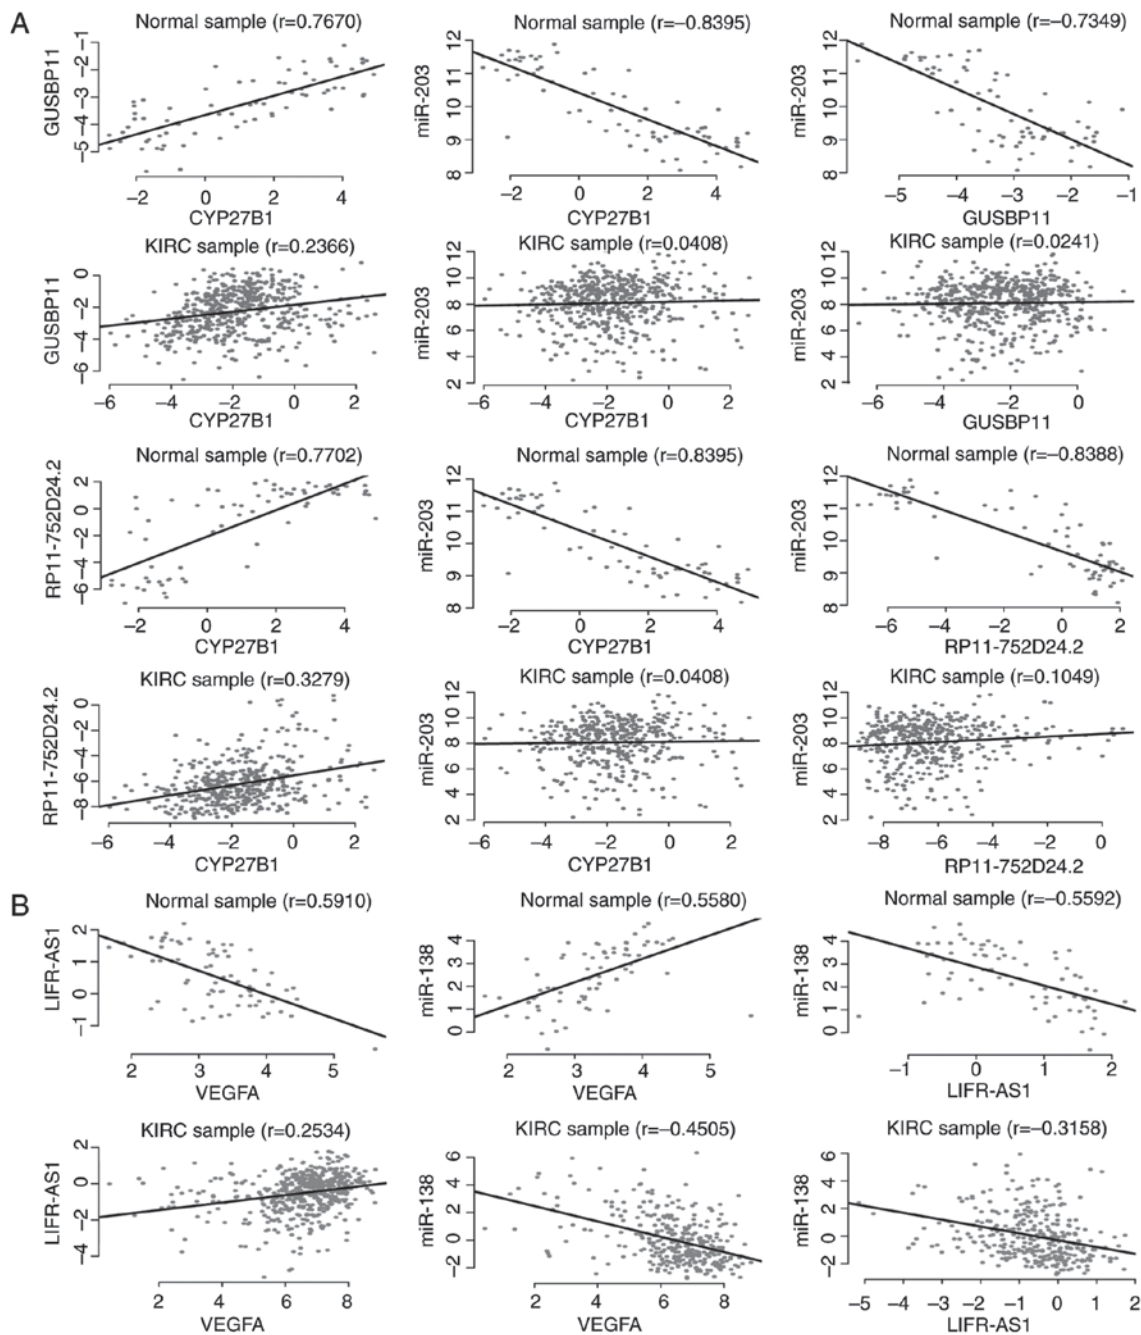 A
Normal sample (r=0.7670)
GUSBP11
−1
−2
−3
−4
−5
−2 0 2 4
CYP27B1
Normal sample (r=−0.8395)
miR-203
12
11
10
9
8
−2 0 2 4
CYP27B1
Normal sample (r=−0.7349)
miR-203
12
11
10
9
8
−5 −4 −3 −2 −1
GUSBP11
KIRC sample (r=0.2366)
GUSBP11
0
−2
−4
−6
−6 −4 −2 0 2
CYP27B1
KIRC sample (r=0.0408)
miR-203
12
10
8
6
4
2
−6 −4 −2 0 2
CYP27B1
KIRC sample (r=0.0241)
miR-203
12
10
8
6
4
2
−6 −4 −2 0
GUSBP11
Normal sample (r=0.7702)
RP11-752D24.2
2
0
−2
−4
−6
−2 0 2 4
CYP27B1
Normal sample (r=0.8395)
miR-203
12
11
10
9
8
−2 0 2 4
CYP27B1
Normal sample (r=−0.8388)
miR-203
12
11
10
9
8
−6 −4 −2 0 2
RP11-752D24.2
KIRC sample (r=0.3279)
RP11-752D24.2
0
−2
−4
−6
−8
−6 −4 −2 0 2
CYP27B1
KIRC sample (r=0.0408)
miR-203
12
10
8
6
4
2
−6 −4 −2 0 2
CYP27B1
KIRC sample (r=0.1049)
miR-203
12
10
8
6
4
2
−8 −6 −4 −2 0
RP11-752D24.2
B
Normal sample (r=0.5910)
LIFR-AS1
2
1
0
−1
2 3 4 5
VEGFA
Normal sample (r=0.5580)
miR-138
4
3
2
1
0
2 3 4 5
VEGFA
Normal sample (r=−0.5592)
miR-138
4
3
2
1
0
−1 0 1 2
LIFR-AS1
KIRC sample (r=0.2534)
LIFR-AS1
2
0
−2
−4
2 4 6 8
VEGFA
KIRC sample (r=−0.4505)
miR-138
6
4
2
0
−2
2 4 6 8
VEGFA
KIRC sample (r=−0.3158)
miR-138
6
4
2
0
−2
−5 −4 −3 −2 −1 0 1 2
LIFR-AS1